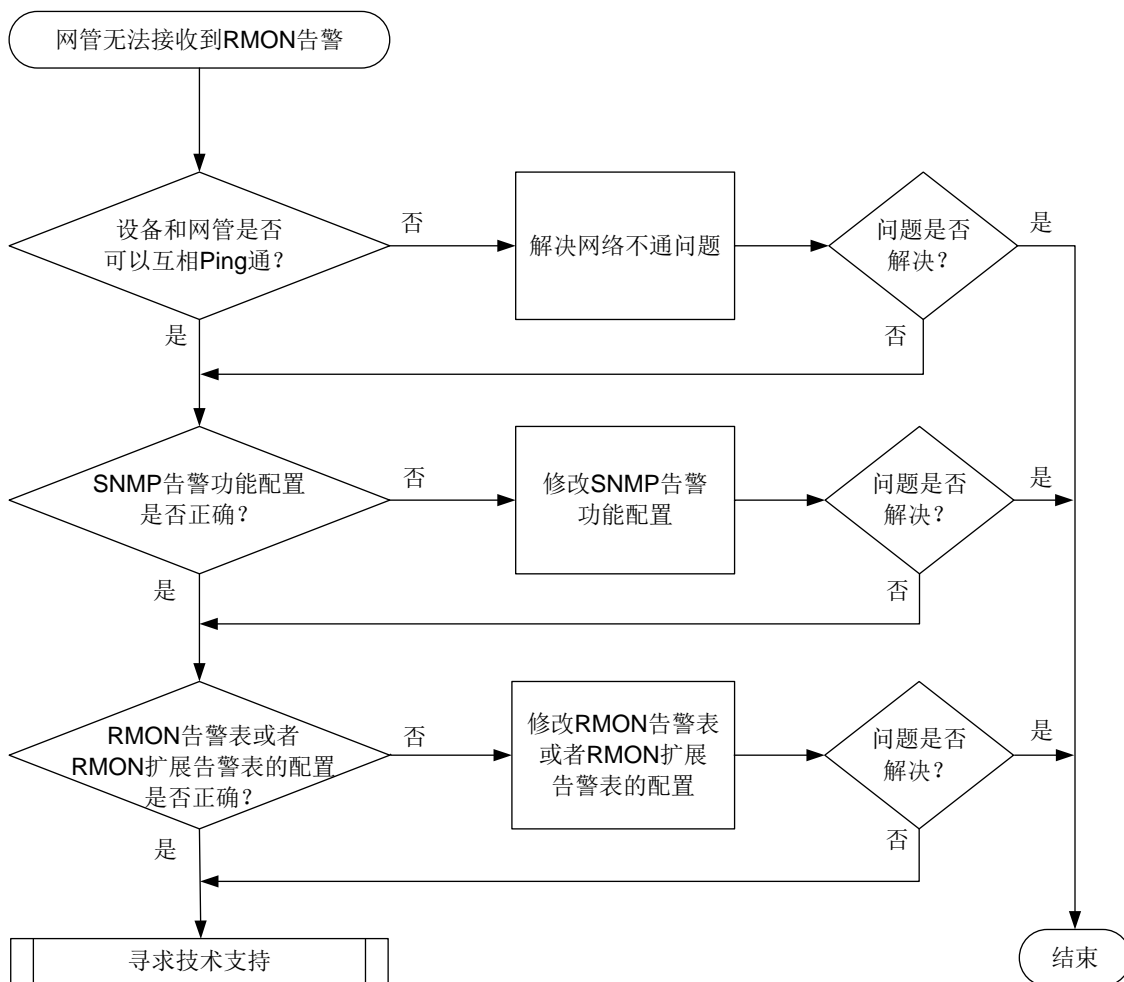 网管无法接收到RMON告警
设备和网管是否
可以互相Ping通？
否
解决网络不通问题
问题是否
解决？
是
是
否
SNMP告警功能配置
是否正确？
否
修改SNMP告警
功能配置
问题是否
解决？
是
是
否
RMON告警表或者
RMON扩展告警表的配置
是否正确？
否
修改RMON告警表
或者RMON扩展
告警表的配置
问题是否
解决？
是
是
否
寻求技术支持
结束